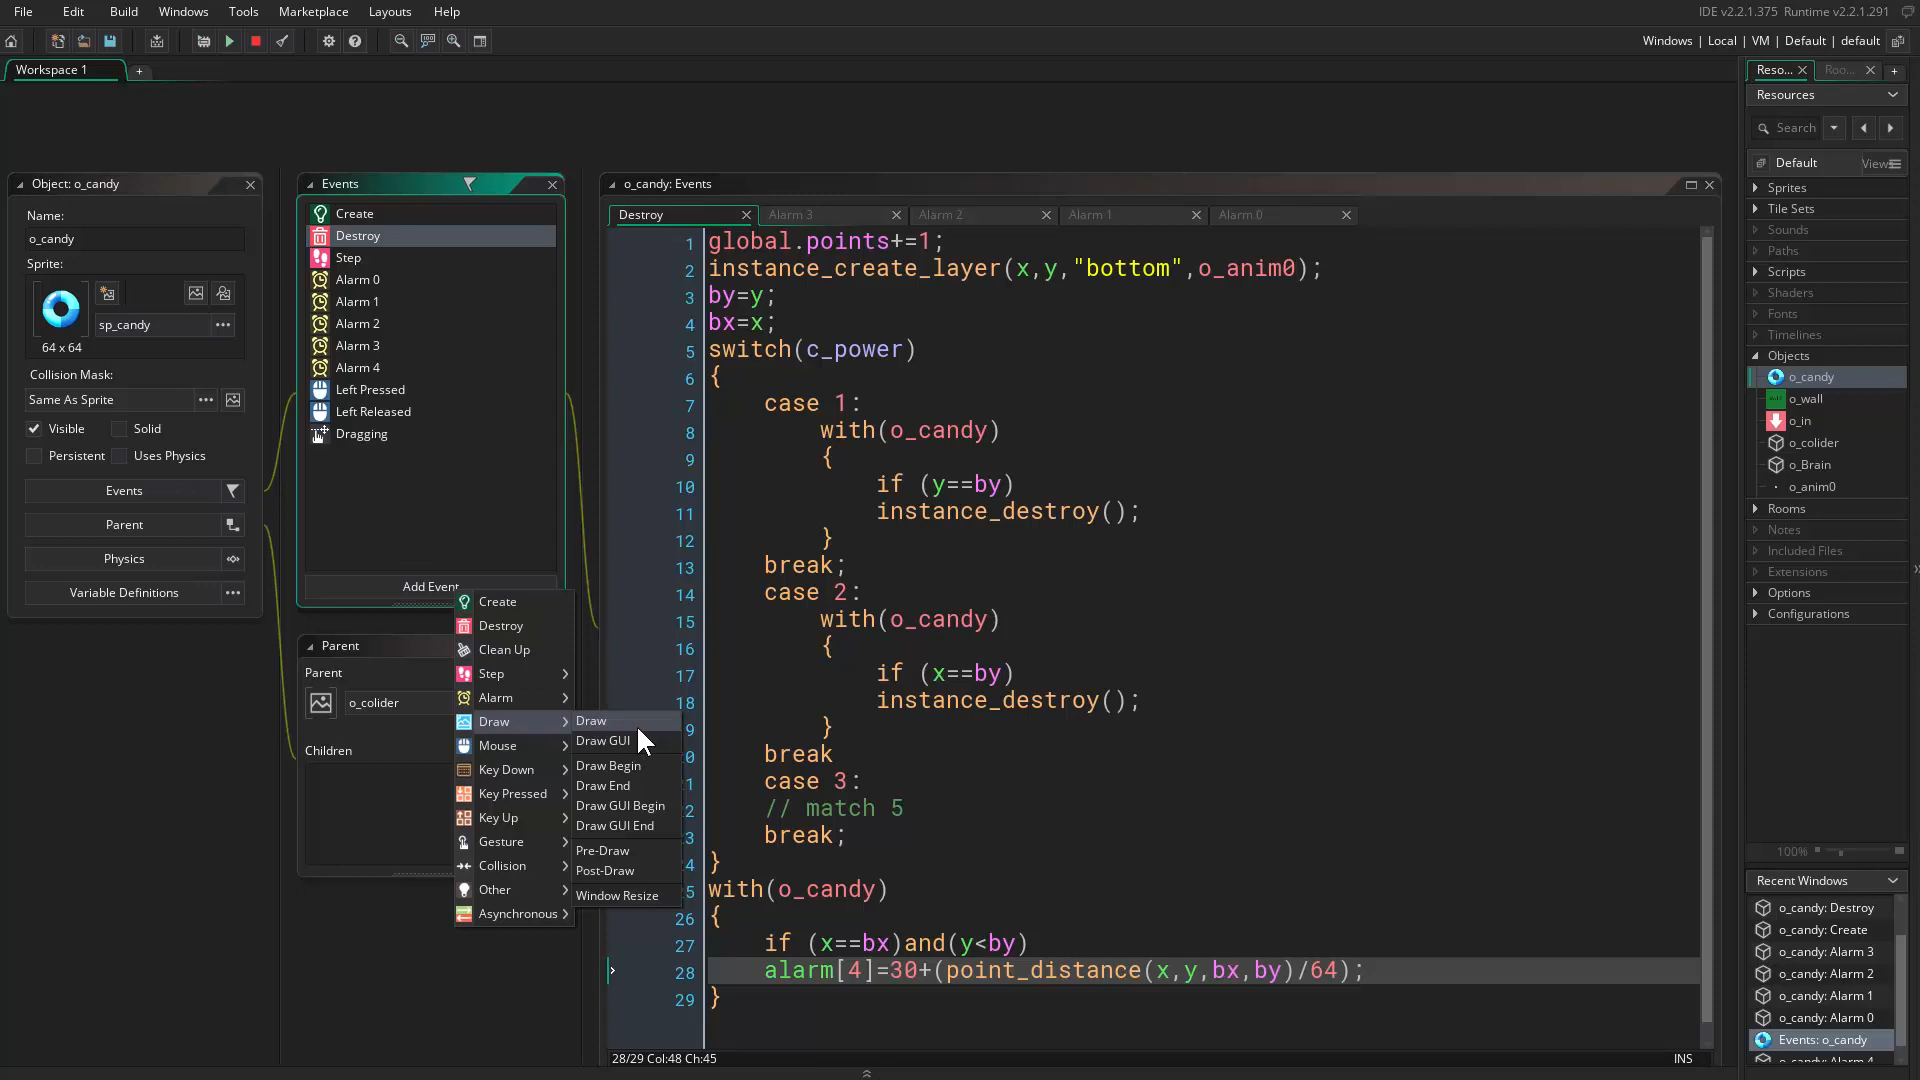 File Edit Build Windows Tools Marketplace Layouts Help
IDE v2.2.1.375 Runtime v2.2.1.291
Windows | Local | VM | Default | default
Workspace 1
+
Object: o_candy
Name:
o_candy
Sprite:
sp_candy
64 x 64
Collision Mask:
Same As Sprite
Visible Solid
Persistent Uses Physics
Events
Parent
Physics
Variable Definitions
Events
Create
Destroy
Step
Alarm 0
Alarm 1
Alarm 2
Alarm 3
Alarm 4
Left Pressed
Left Released
Dragging
Add Event
Parent
Parent
o_colider
Children
Create
Destroy
Clean Up
Step
Alarm
Draw
Mouse
Key Down
Key Pressed
Key Up
Gesture
Collision
Other
Asynchronous
Draw
Draw GUI
Draw Begin
Draw End
Draw GUI Begin
Draw GUI End
Pre-Draw
Post-Draw
Window Resize
o_candy: Events
Destroy Alarm 3 Alarm 2 Alarm 1 Alarm 0
1 global.points+=1;
2 instance_create_layer(x,y,"bottom",o_anim0);
3 by=y;
4 bx=x;
5 switch(c_power)
6 {
7 case 1:
8 with(o_candy)
9 {
10 if (y==by)
11 instance_destroy();
12 }
13 break;
14 case 2:
15 with(o_candy)
16 {
17 if (x==by)
18 instance_destroy();
9 }
0 break
1 case 3:
2 // match 5
3 break;
4 }
5 with(o_candy)
26 {
27 if (x==bx)and(y<by)
28 alarm[4]=30+(point_distance(x,y,bx,by)/64);
29 }
28/29 Col:48 Ch:45
INS
Reso... Roo... +
Resources
Search
Default Views
Sprites
Tile Sets
Sounds
Paths
Scripts
Shaders
Fonts
Timelines
Objects
o_candy
o_wall
o_in
o_colider
o_Brain
o_anim0
Rooms
Notes
Included Files
Extensions
Options
Configurations
100%
Recent Windows
o_candy: Destroy
o_candy: Create
o_candy: Alarm 3
o_candy: Alarm 2
o_candy: Alarm 1
o_candy: Alarm 0
Events: o_candy
o_candy: Alarm 4